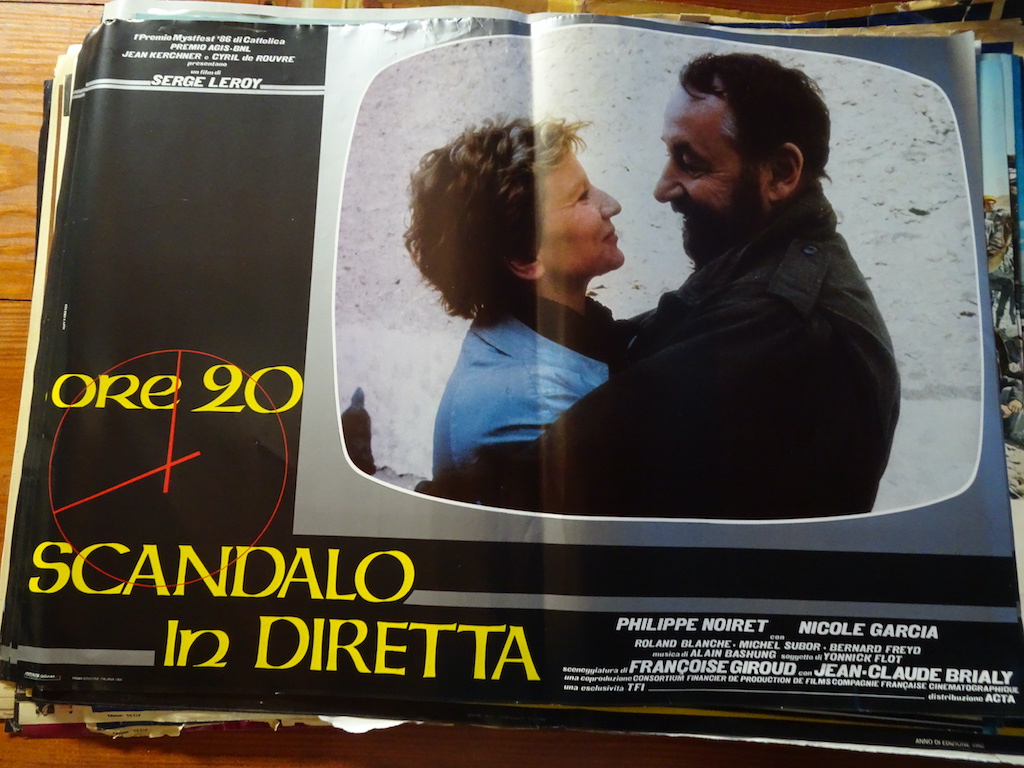 1º Premio Mystfest '86 di Cattolica
PREMIO AGIS-BNL
JEAN KERCHNER e CYRIL de ROUVRE
presentano
un film di
SERGE LEROY
ORE 20
SCANDALO
In DIRETTA
PHILIPPE NOIRET NICOLE GARCIA
con
ROLAND BLANCHE · MICHEL SUBOR · BERNARD FREYD
musica di ALAIN BASHUNG soggetto di YONNICK FLOT
sceneggiatura di FRANÇOISE GIROUD con JEAN-CLAUDE BRIALY
una coproduzione CONSORTIUM FINANCIER DE PRODUCTION DE FILMS COMPAGNIE FRANÇAISE CINEMATOGRAPHIQUE
una esclusività TF1
distribuzione ACTA